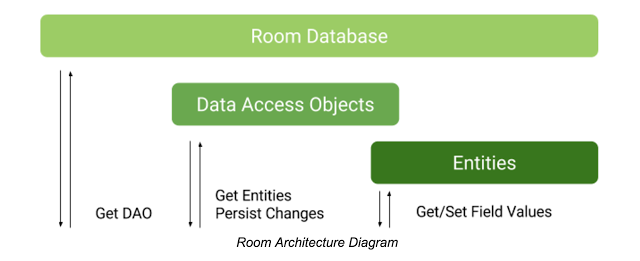 Room Database
Data Access Objects
Entities
Get DAO
Get Entities
Persist Changes
Get/Set Field Values
Room Architecture Diagram